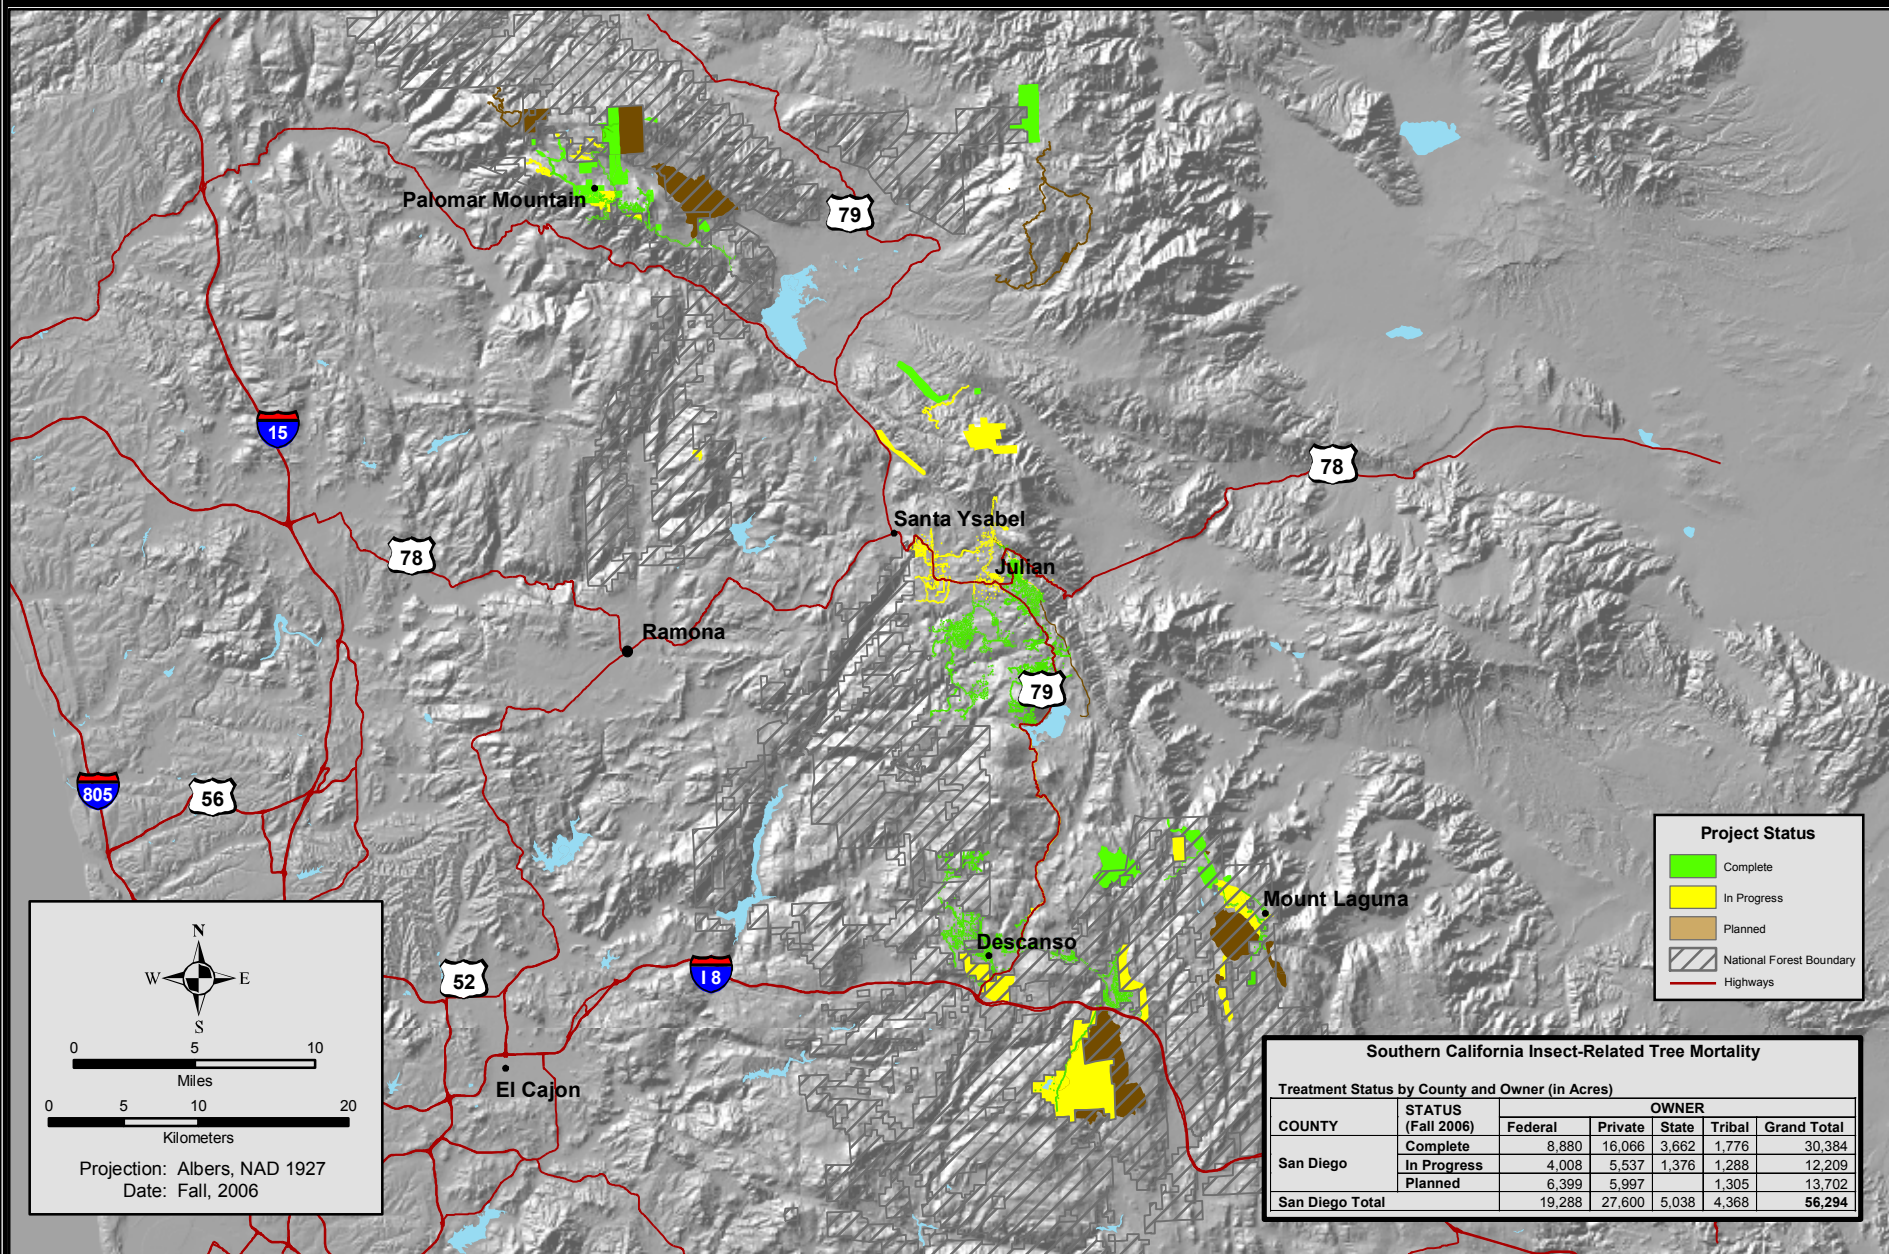 Palomar Mountain
79
15
78
Santa Ysabel
78
Julian
Ramona
79
805
56
Mount Laguna
Descanso
52
I 8
El Cajon
Project Status
Complete
In Progress
Planned
National Forest Boundary
Highways
N
W E
S
0 5 10
Miles
0 5 10 20
Kilometers
Projection: Albers, NAD 1927
Date: Fall, 2006
Southern California Insect-Related Tree Mortality
Treatment Status by County and Owner (in Acres)
COUNTY STATUS (Fall 2006) OWNER
Federal Private State Tribal Grand Total
San Diego Complete 8,880 16,066 3,662 1,776 30,384
In Progress 4,008 5,537 1,376 1,288 12,209
Planned 6,399 5,997 1,305 13,702
San Diego Total 19,288 27,600 5,038 4,368 56,294